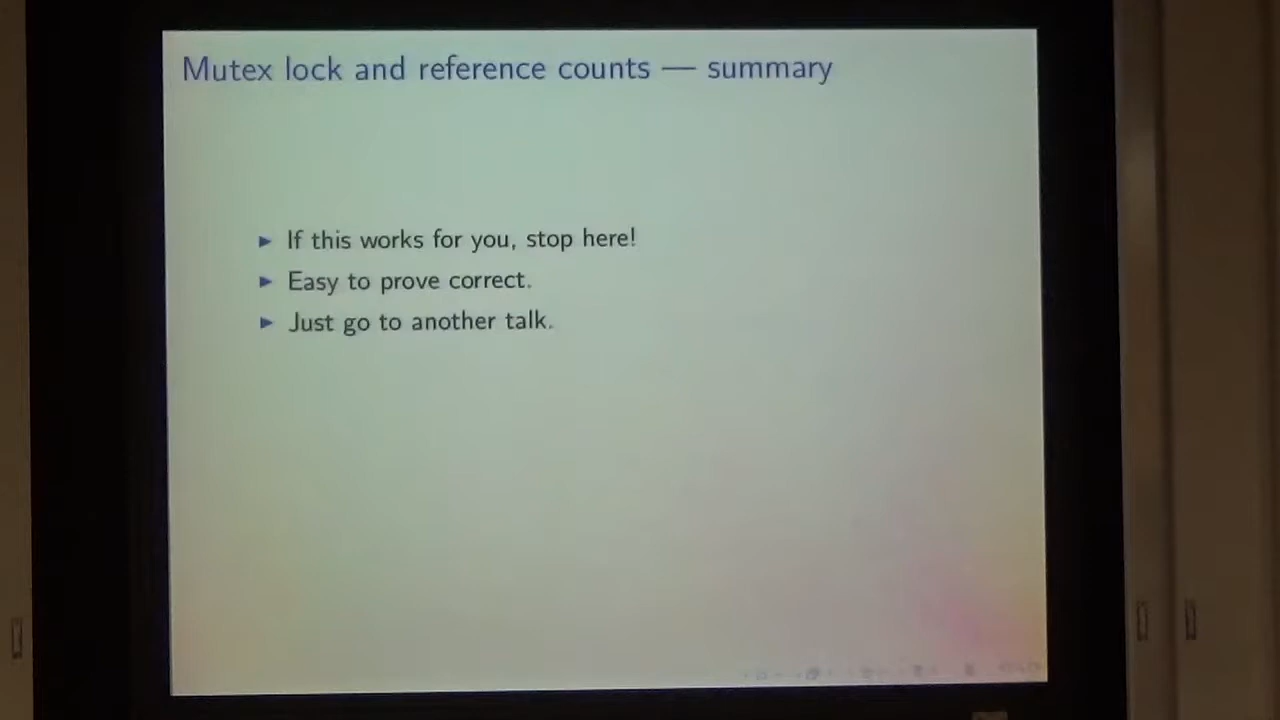 Mutex lock and reference counts — summary
► If this works for you, stop here!
► Easy to prove correct.
► Just go to another talk.